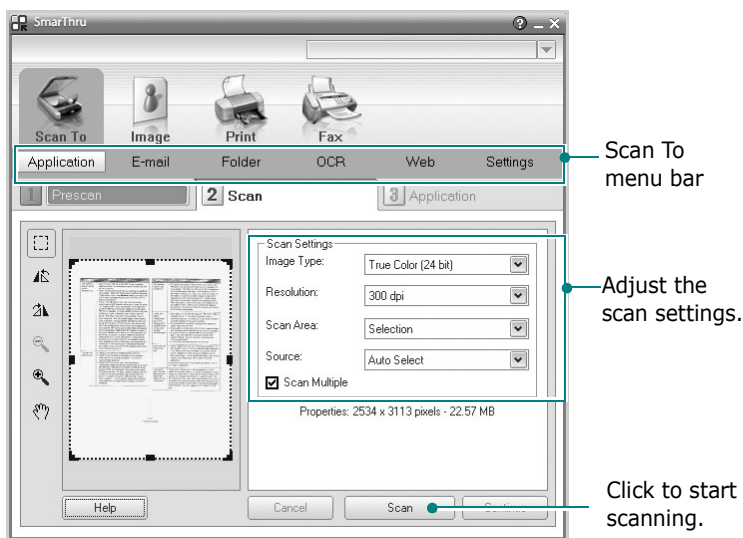 SmarThru
Scan To Image Print Fax
Application E-mail Folder OCR Web Settings
Scan To
menu bar
1 Prescan 2 Scan 3 Application
Scan Settings
Image Type: True Color (24 bit)
Resolution: 300 dpi
Scan Area: Selection
Source: Auto Select
Scan Multiple
Adjust the
scan settings.
Properties: 2534 x 3113 pixels - 22.57 MB
Help Cancel Scan
Click to start
scanning.